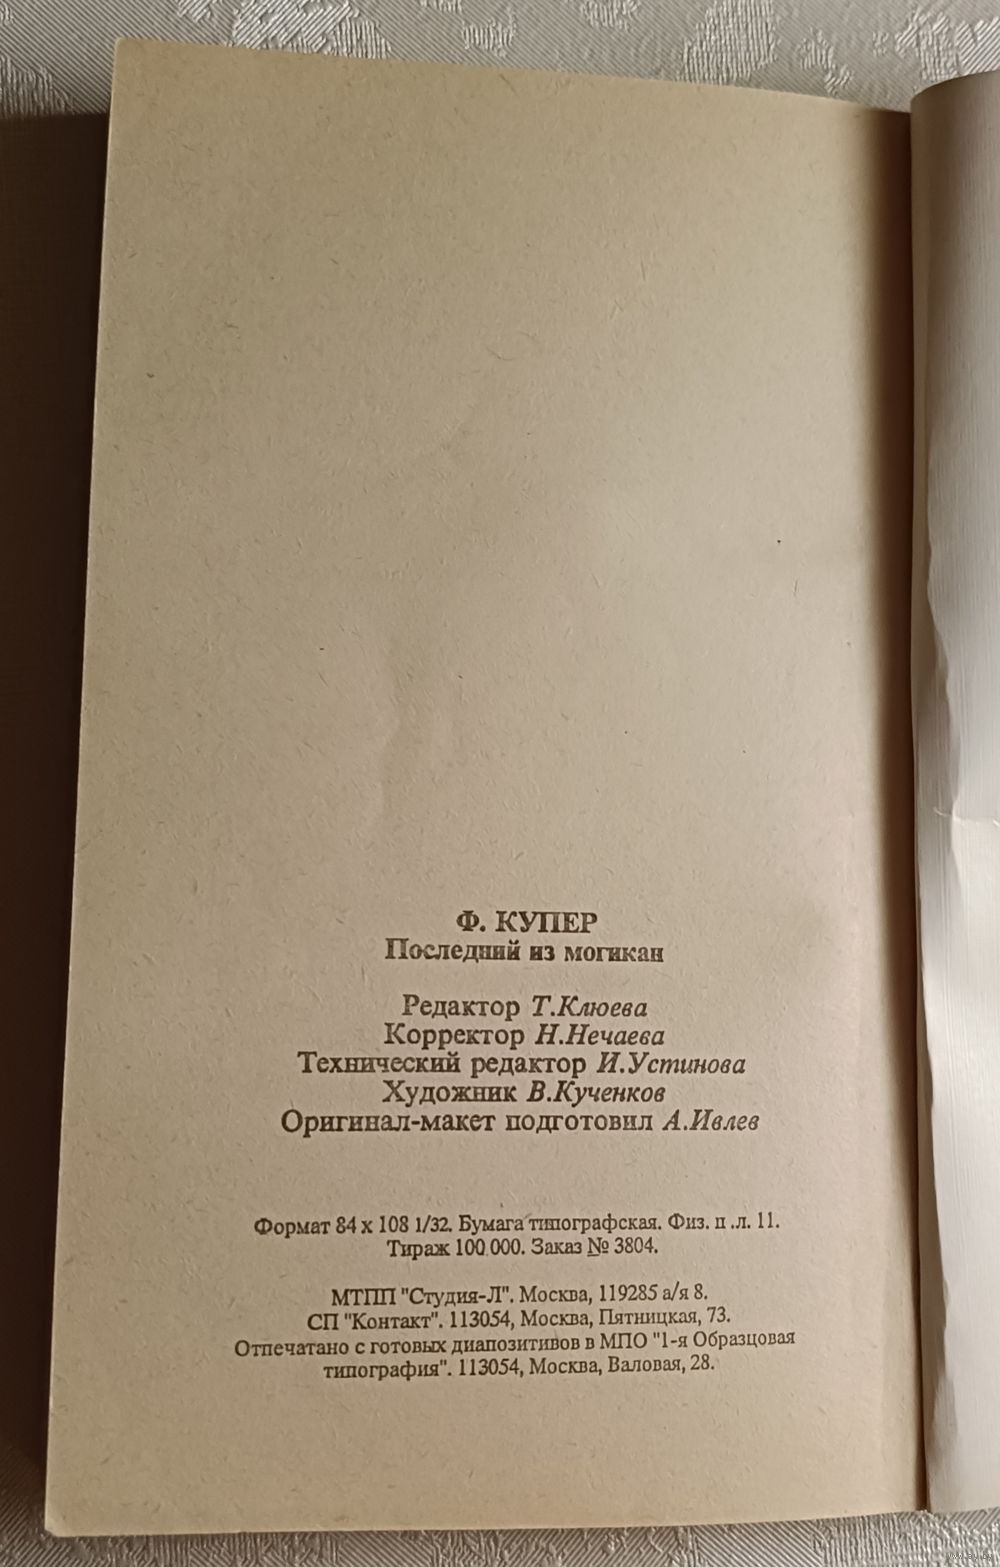 Ф. КУПЕР
Последний из могикан
Редактор Т.Клюева
Корректор Н.Нечаева
Технический редактор И.Устинова
Художник В.Кученков
Оригинал-макет подготовил А.Ивлев
Формат 84 х 108 1/32. Бумага типографская. Физ. п .л. 11.
Тираж 100 000. Заказ № 3804.
МТПП "Студия-Л". Москва, 119285 а/я 8.
СП "Контакт". 113054, Москва, Пятницкая, 73.
Отпечатано с готовых диапозитивов в МПО "1-я Образцовая
типография". 113054, Москва, Валовая, 28.